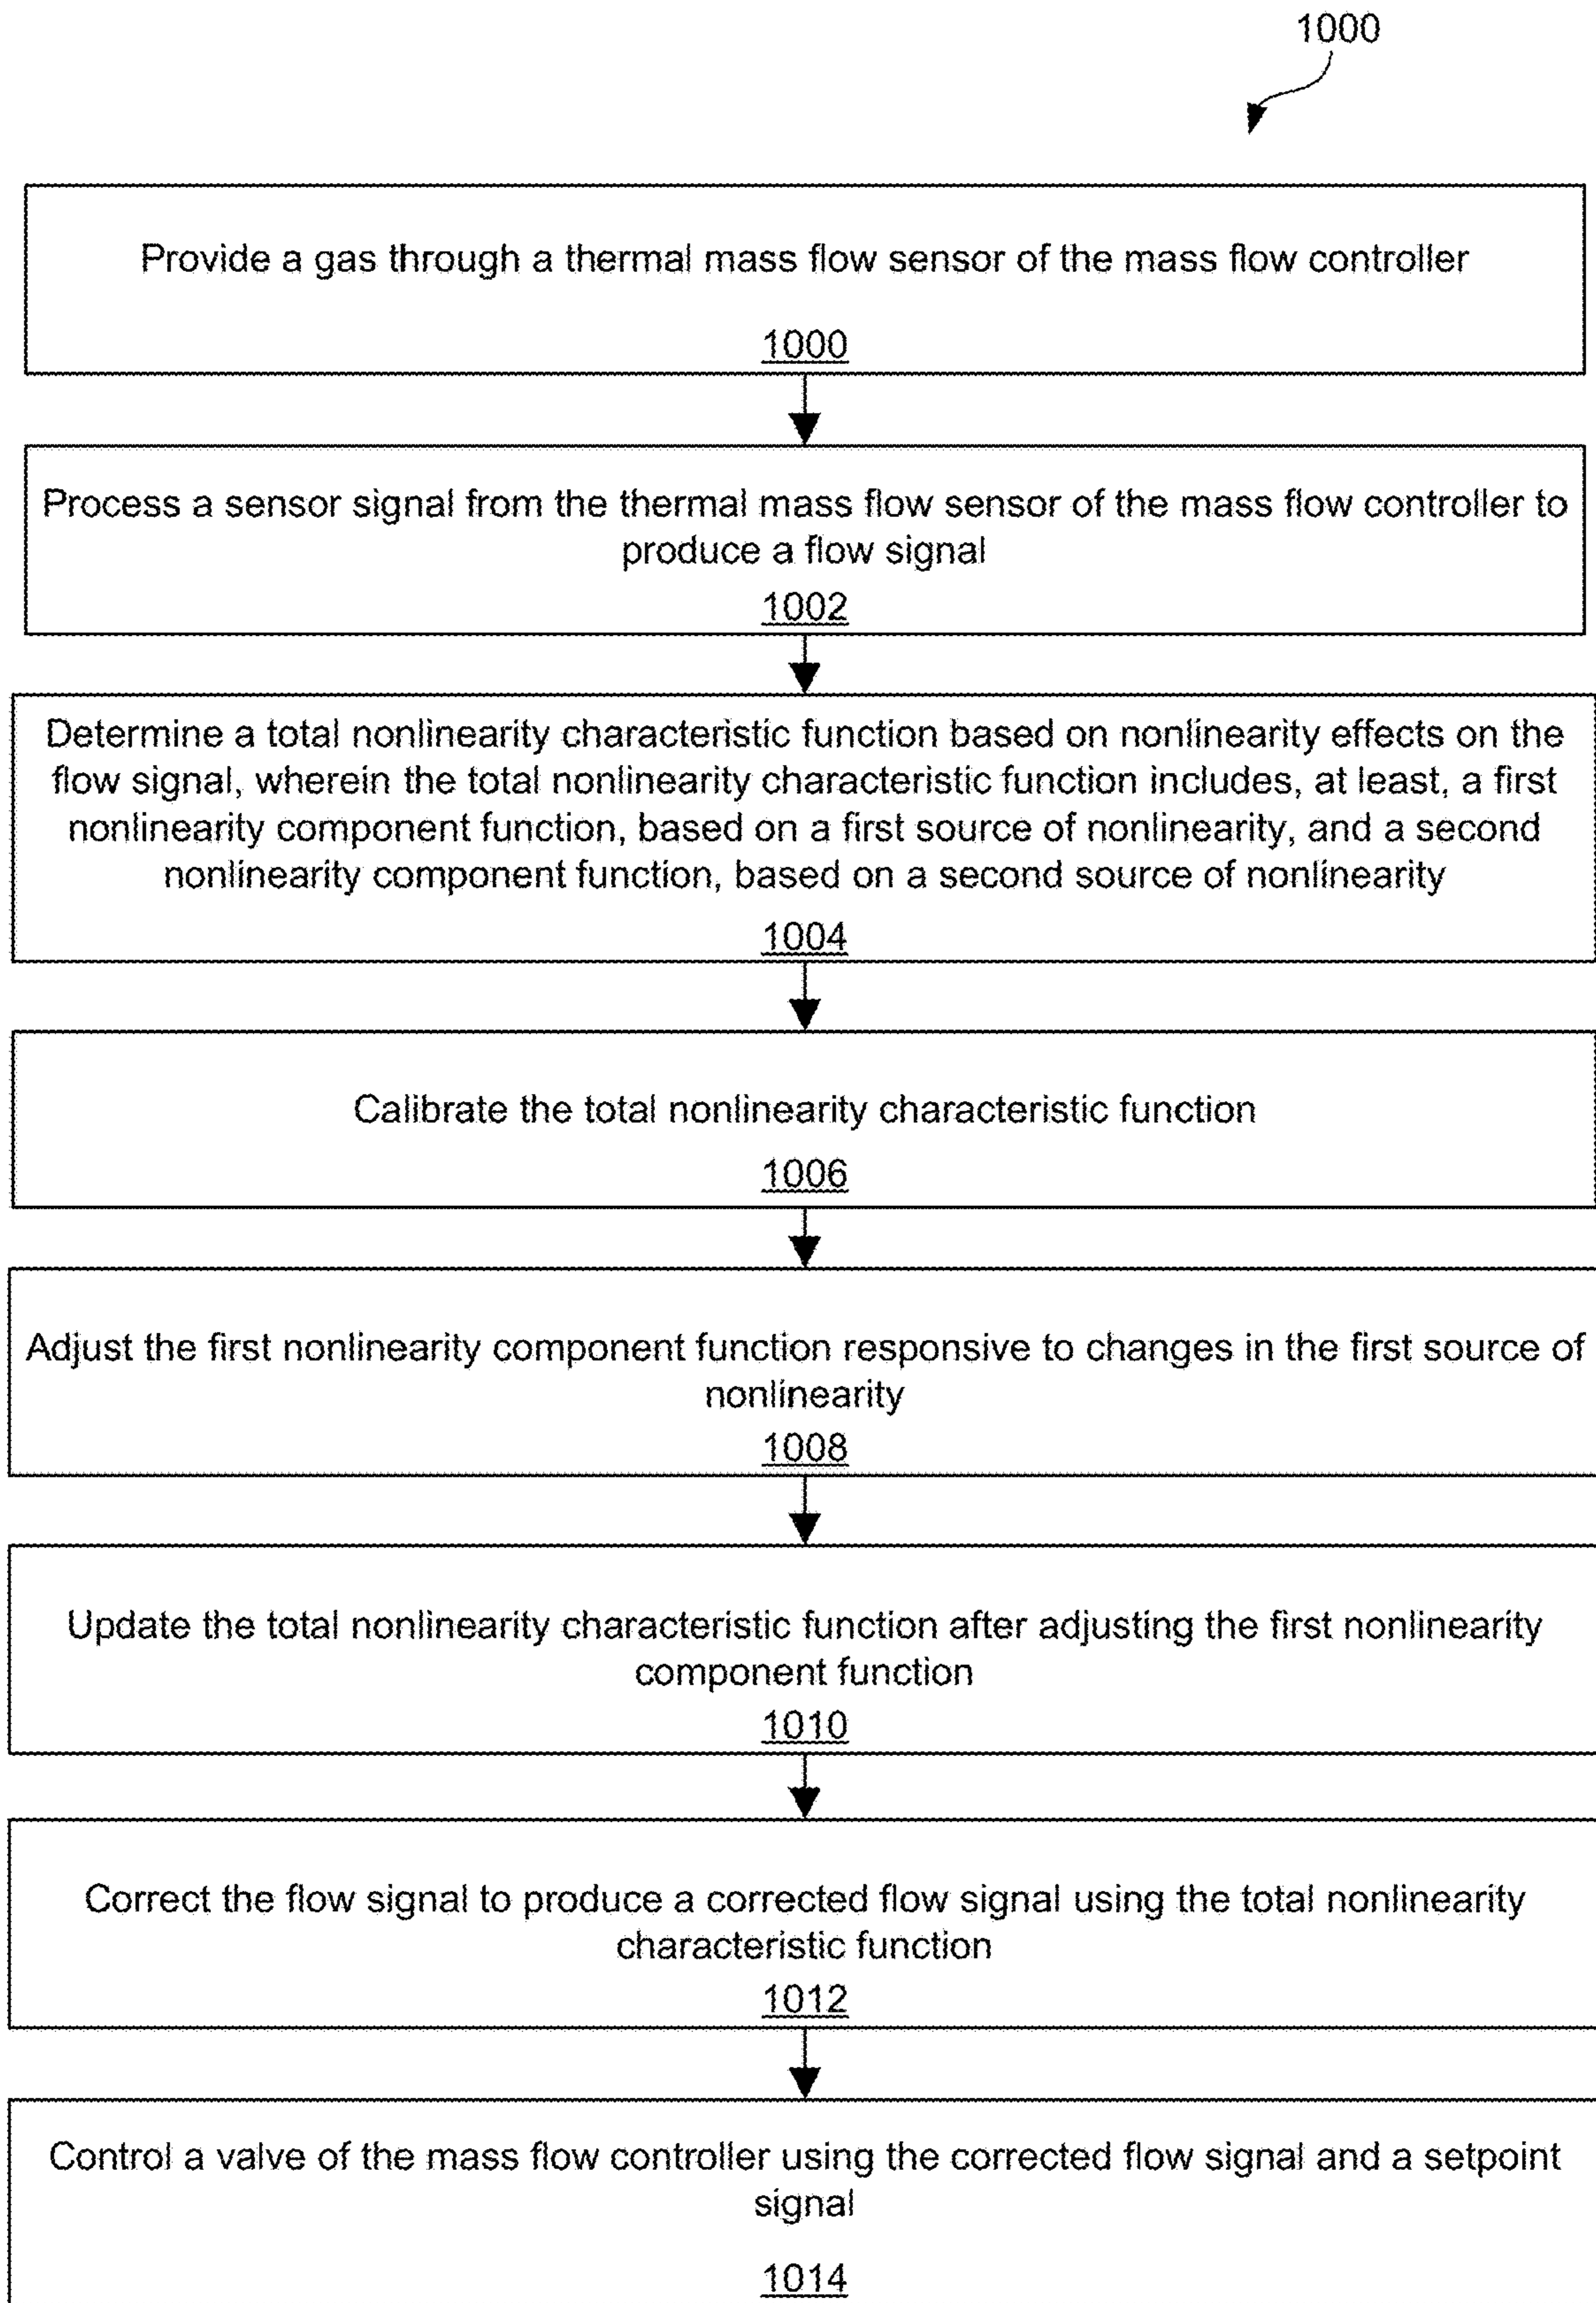 1000
Provide a gas through a thermal mass flow sensor of the mass flow controller
1000
Process a sensor signal from the thermal mass flow sensor of the mass flow controller to
produce a flow signal
1002
Determine a total nonlinearity characteristic function based on nonlinearity effects on the
flow signal, wherein the total nonlinearity characteristic function includes, at least, a first
nonlinearity component function, based on a first source of nonlinearity, and a second
nonlinearity component function, based on a second source of nonlinearity
1004
Calibrate the total nonlinearity characteristic function
1006
Adjust the first nonlinearity component function responsive to changes in the first source of
nonlinearity
1008
Update the total nonlinearity characteristic function after adjusting the first nonlinearity
component function
1010
Correct the flow signal to produce a corrected flow signal using the total nonlinearity
characteristic function
1012
Control a valve of the mass flow controller using the corrected flow signal and a setpoint
signal
1014